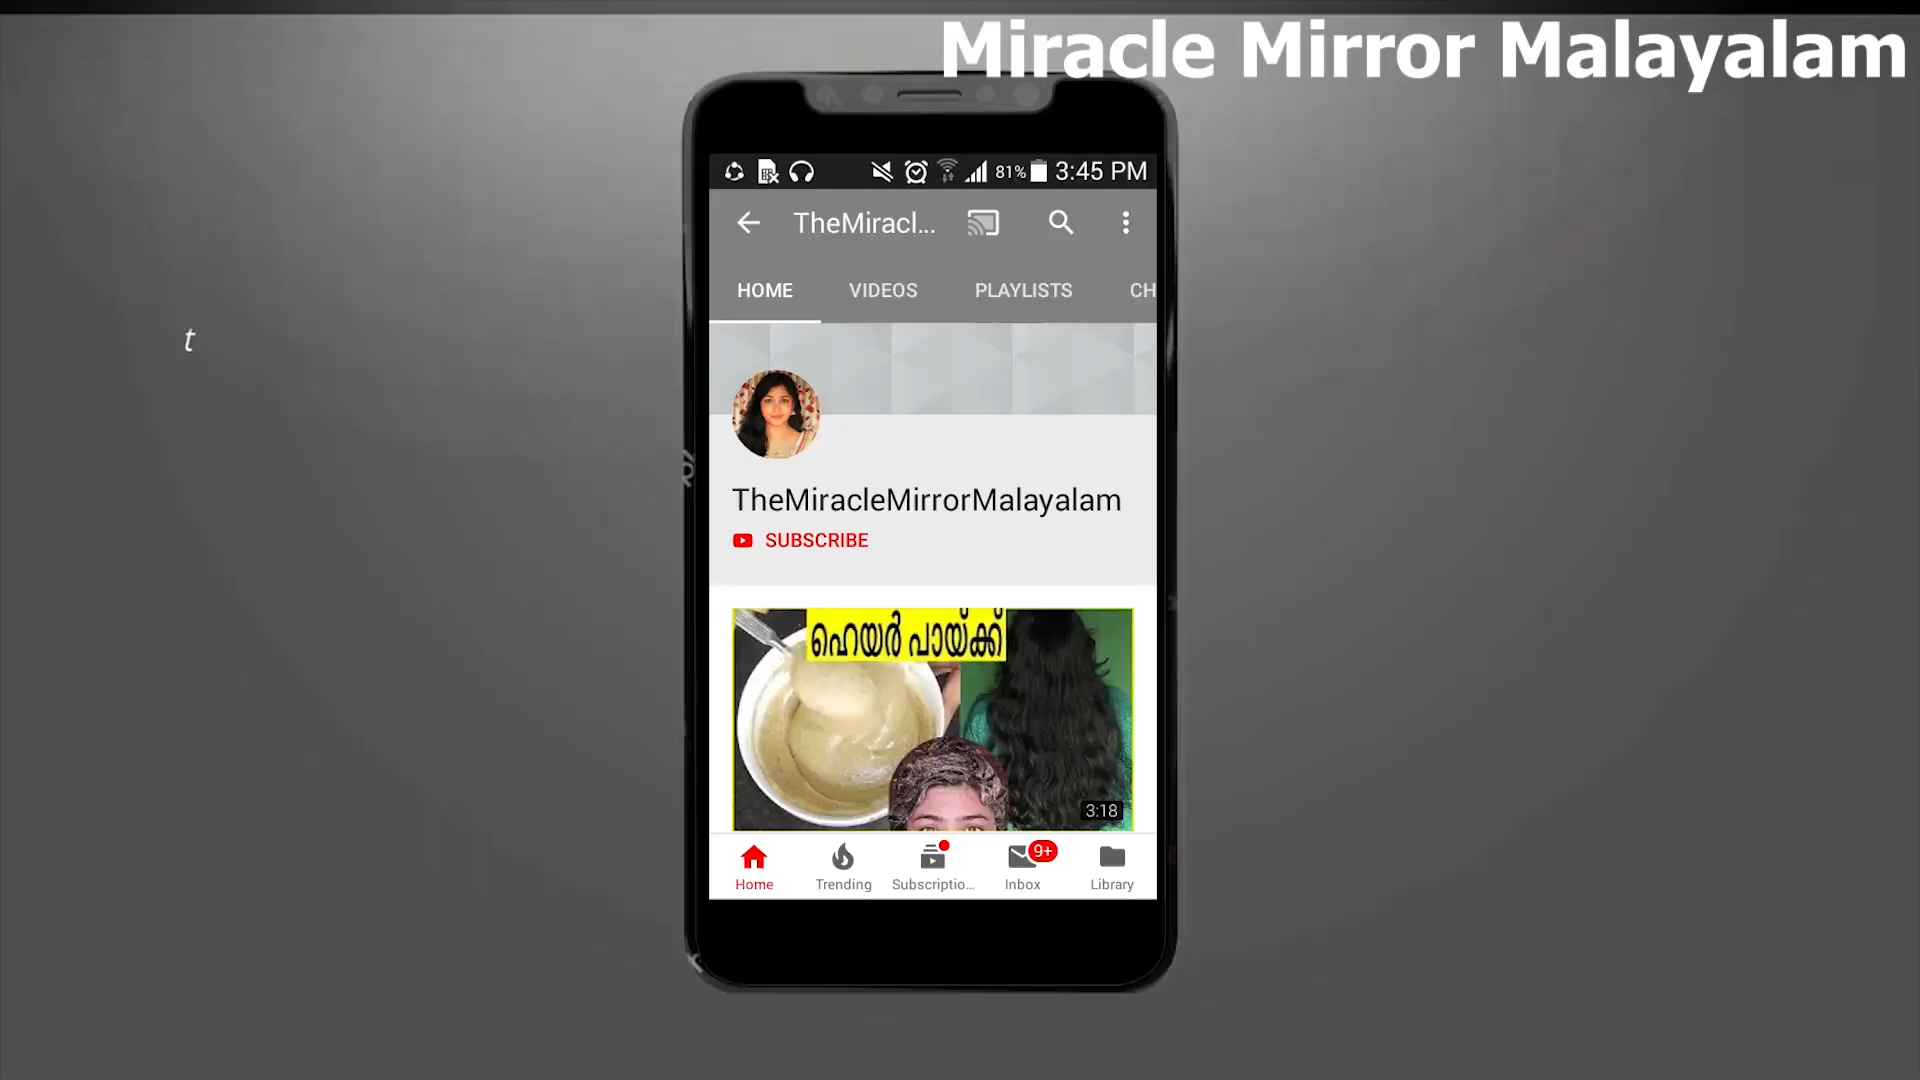 Miracle Mirror Malayalam
81% 3:45 PM
TheMiracl...
HOME VIDEOS PLAYLISTS CH
t
TheMiracleMirrorMalayalam
SUBSCRIBE
ഹെയർ പായ്ക്ക്
3:18
9+
Home Trending Subscriptio... Inbox Library